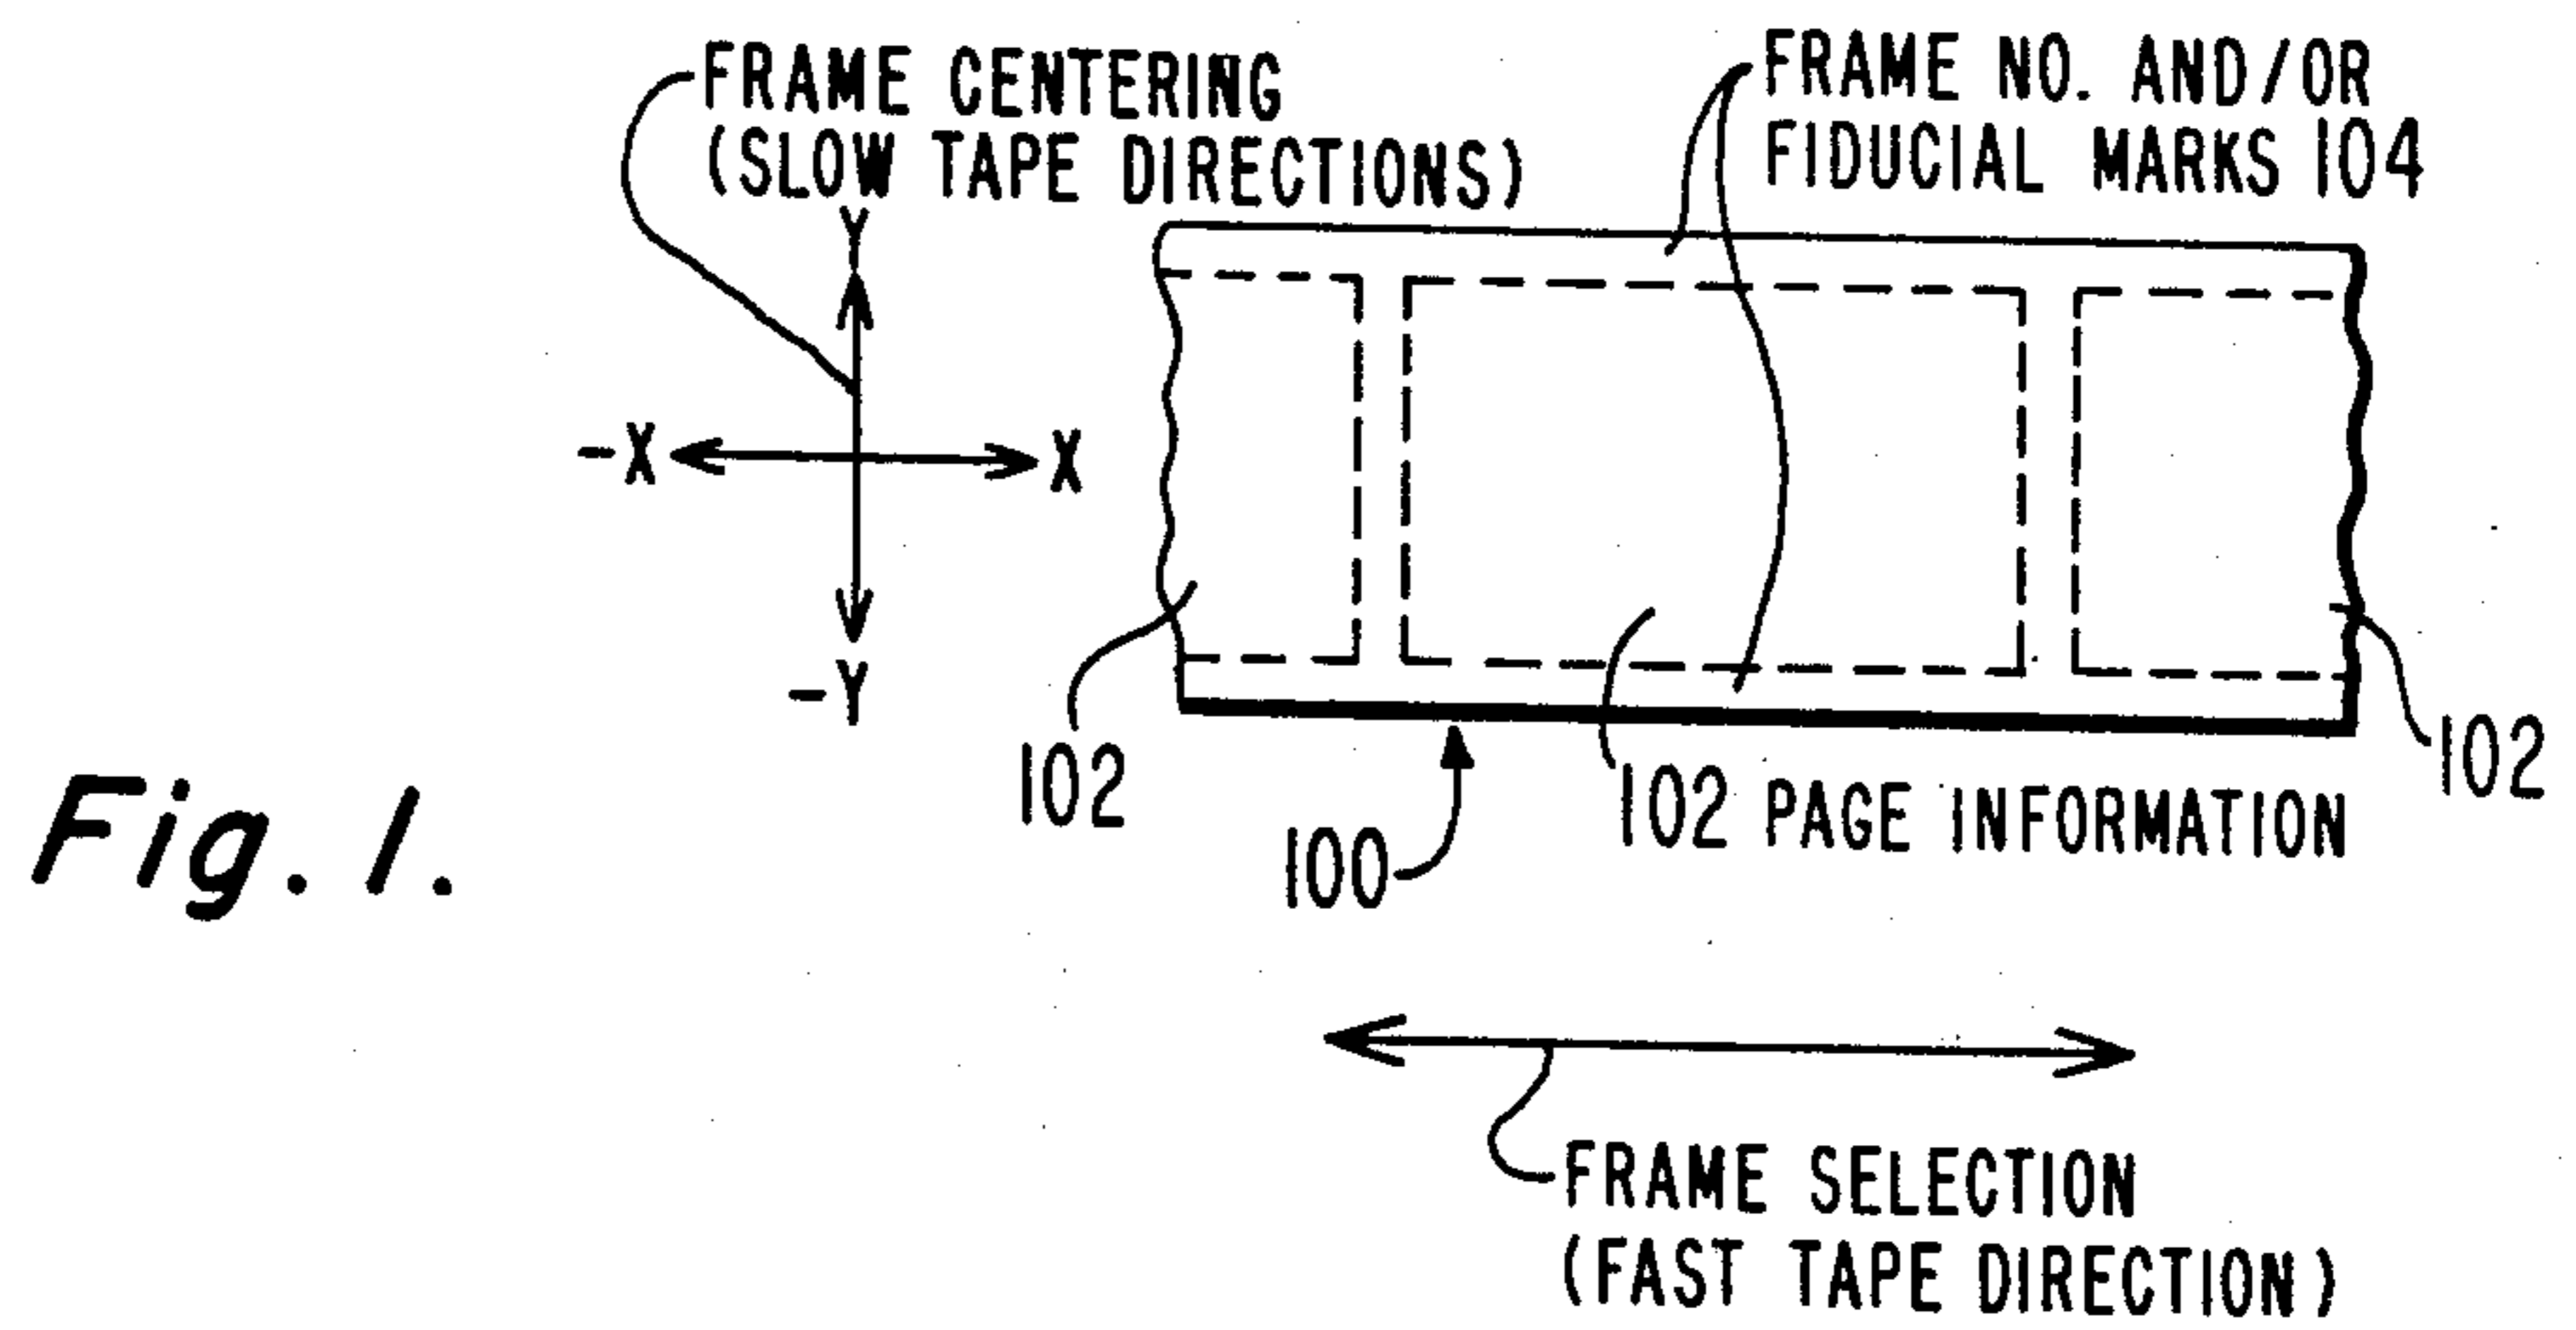 FRAME CENTERING
(SLOW TAPE DIRECTIONS)
FRAME NO. AND/OR
FIDUCIAL MARKS 104
Y
-X
X
-Y
102
102 PAGE INFORMATION
102
100
Fig. 1.
FRAME SELECTION
(FAST TAPE DIRECTION)